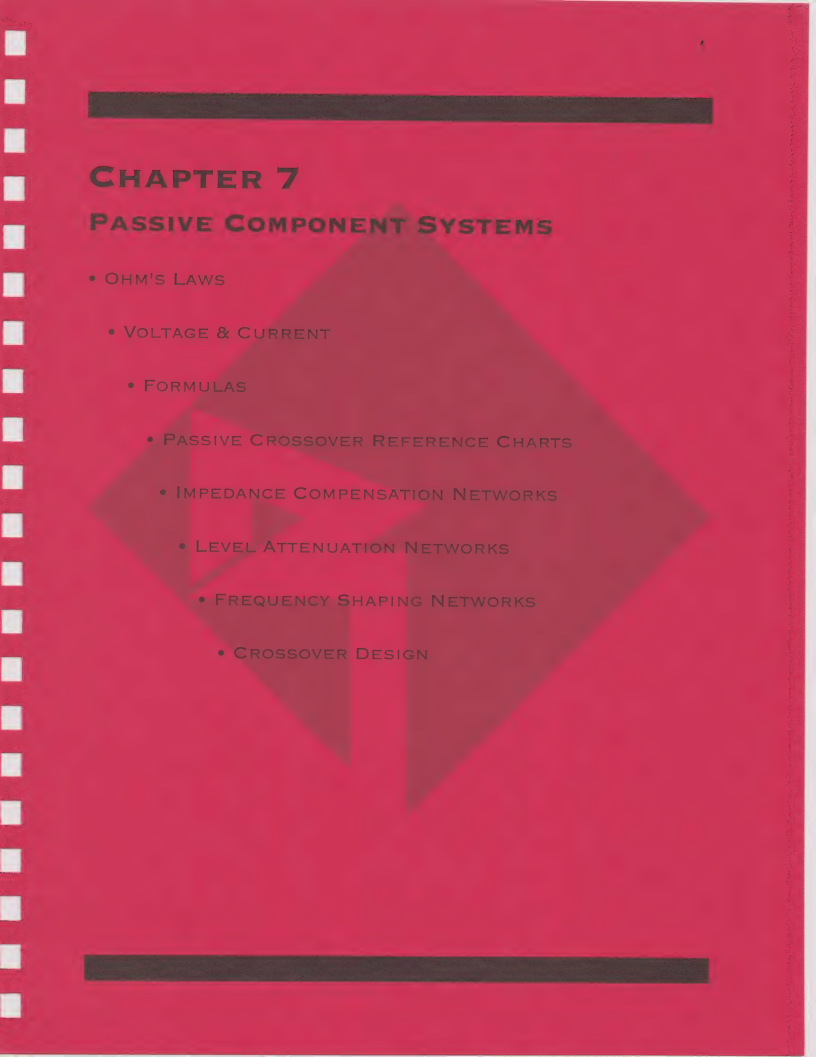 CHAPTER 7
PASSIVE COMPONENT SYSTEMS
• OHM'S LAWS
• VOLTAGE & CURRENT
• FORMULAS
• PASSIVE CROSSOVER REFERENCE CHARTS
• IMPEDANCE COMPENSATION NETWORKS
• LEVEL ATTENUATION NETWORKS
• FREQUENCY SHAPING NETWORKS
• CROSSOVER DESIGN